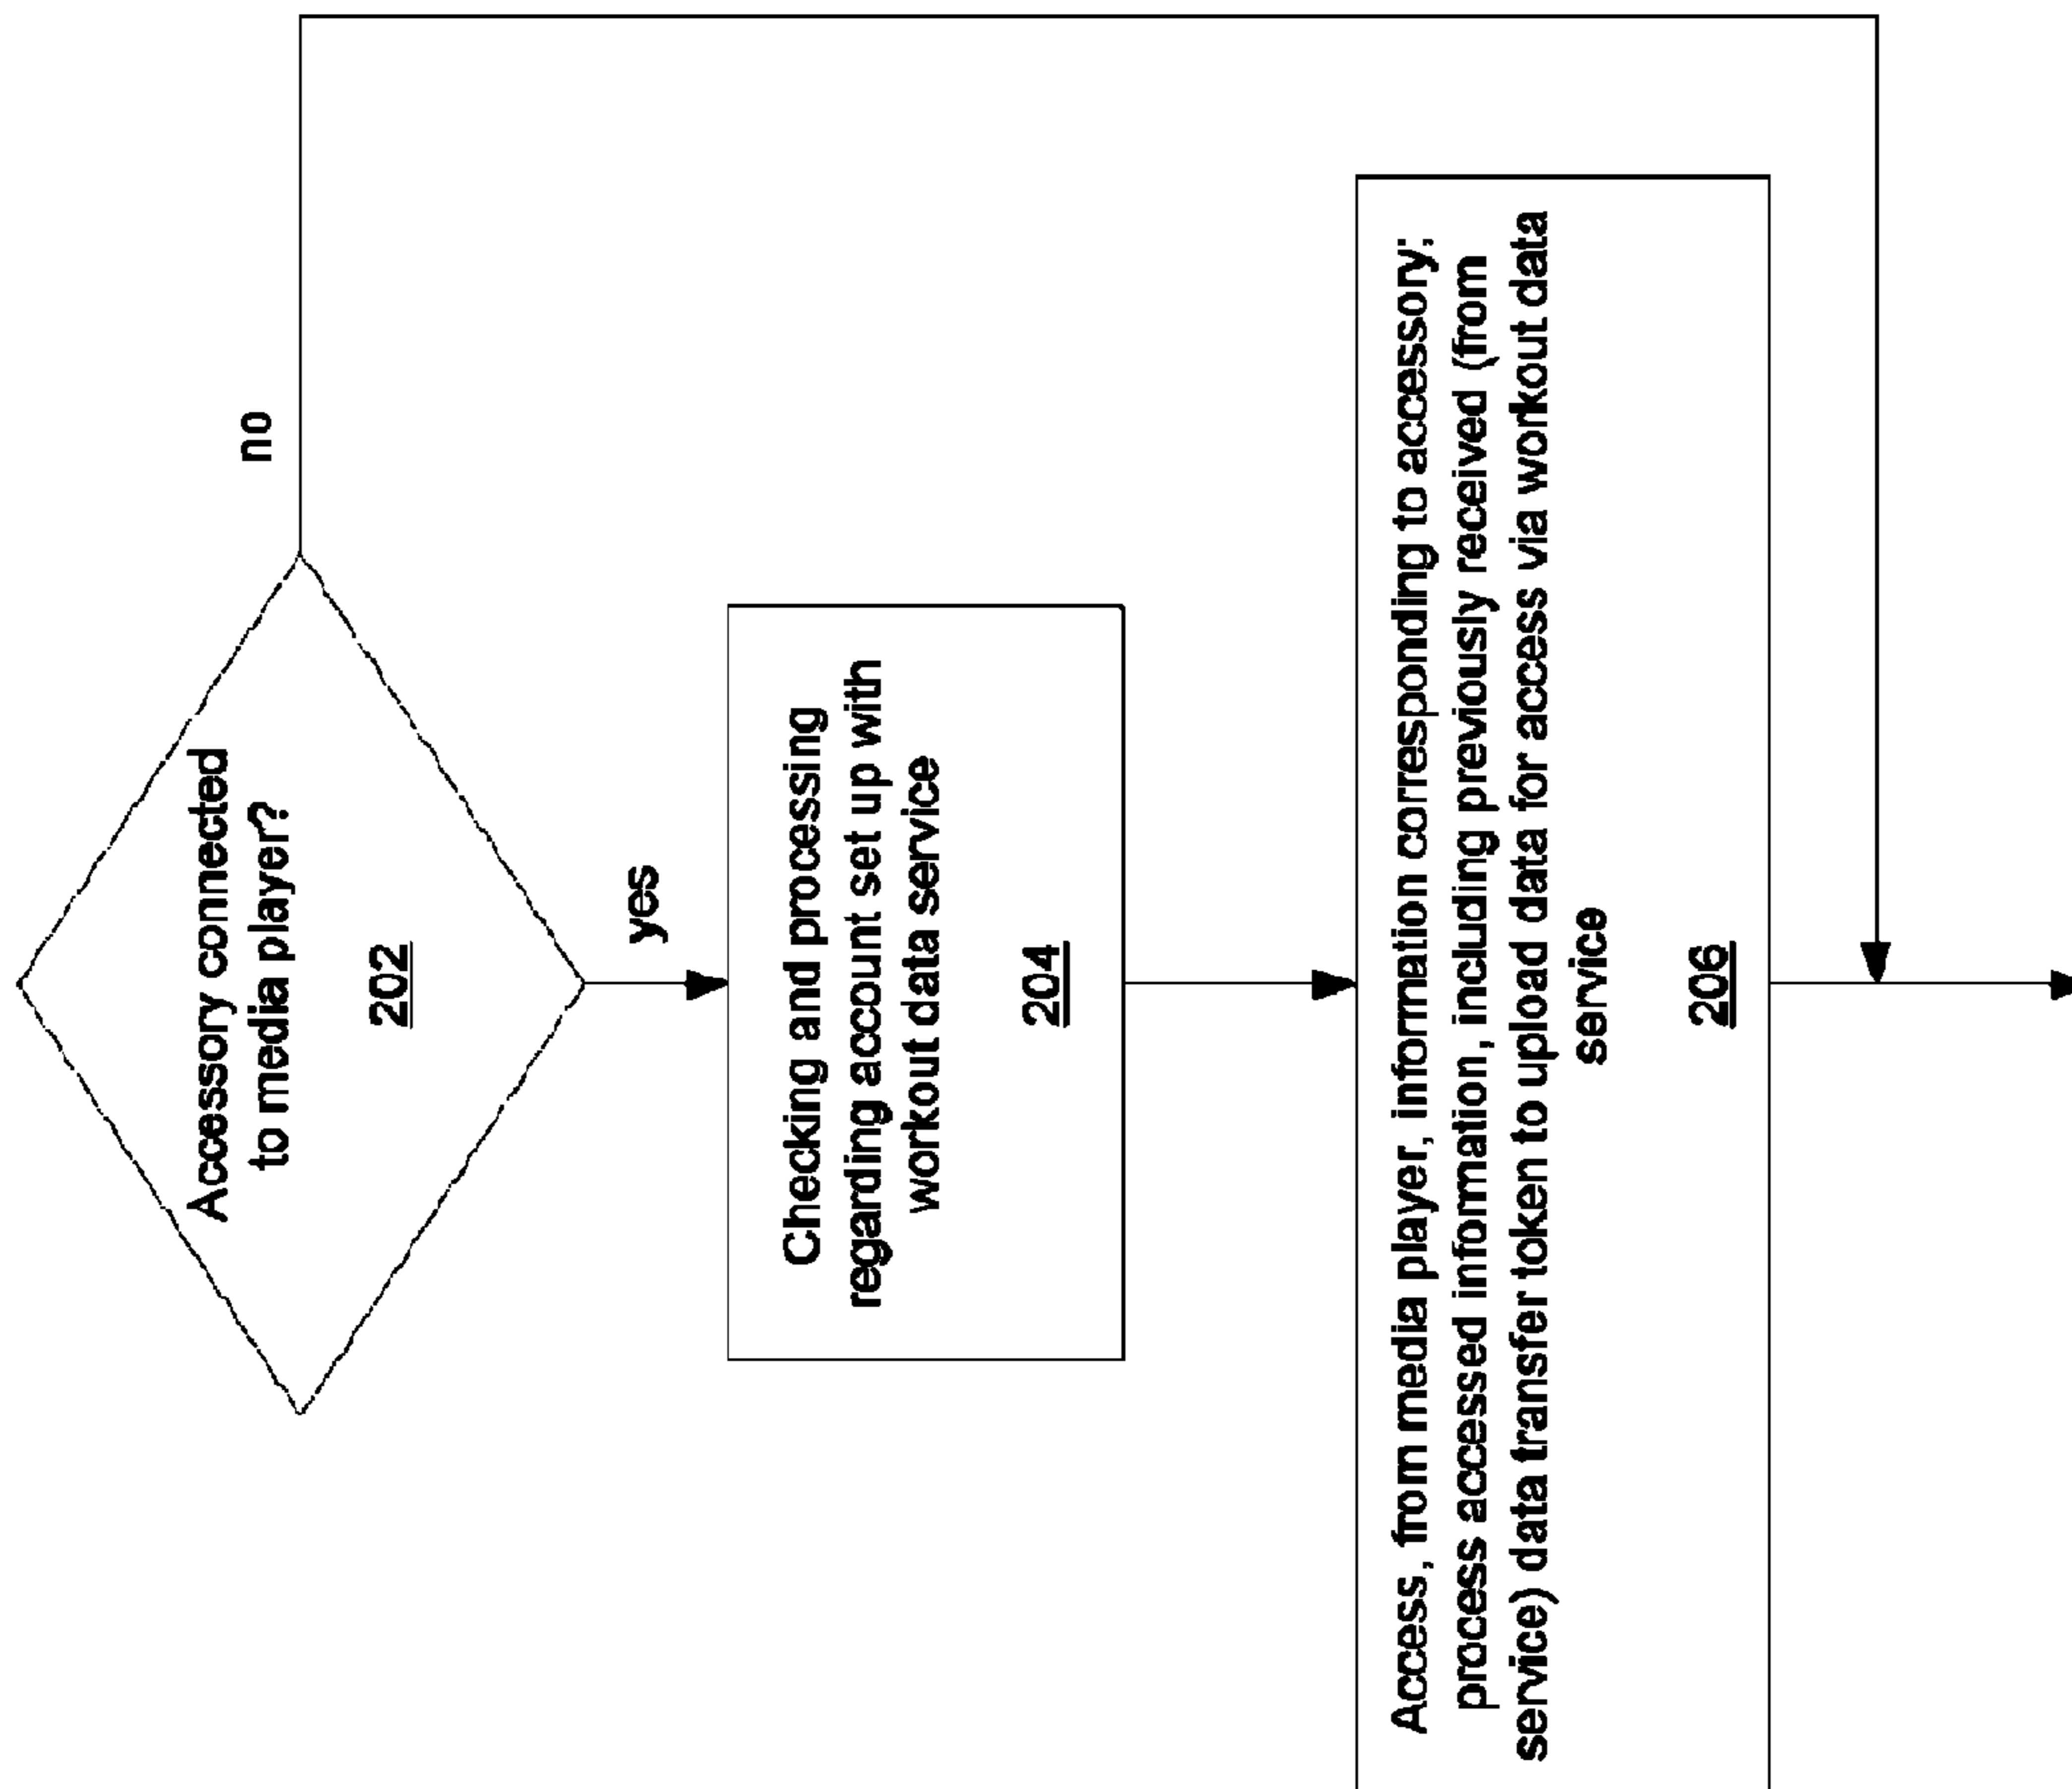 Accessory connected
to media player?
202
no
yes
Checking and processing
regarding account set up with
workout data service
204
Access, from media player, information corresponding to accessory;
process accessed information, including previously received (from
service) data transfer token to upload data for access via workout data
service
206